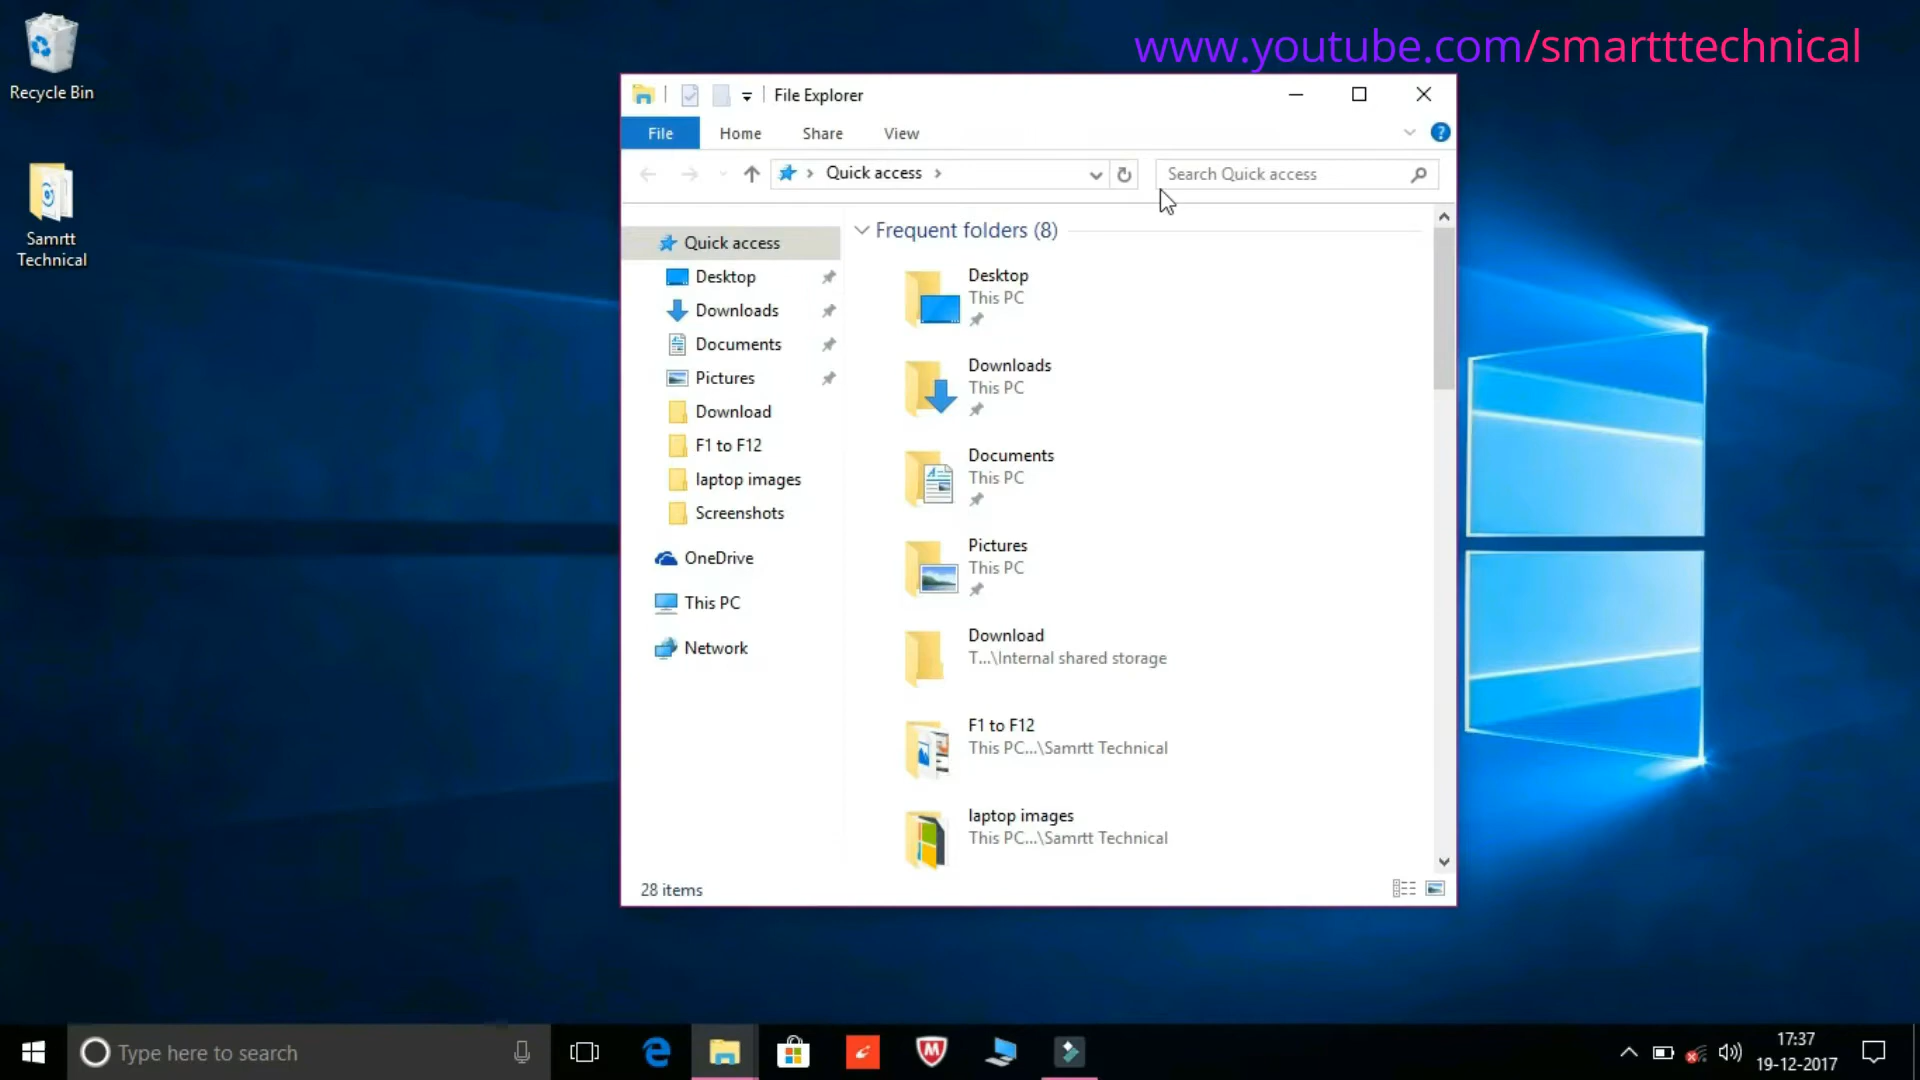 www.youtube.com/smartttechnical
Recycle Bin
Samrtt
Technical
File Explorer
File Home Share View
Quick access
Search Quick access
Quick access
Desktop
Downloads
Documents
Pictures
Download
F1 to F12
laptop images
Screenshots
OneDrive
This PC
Network
Frequent folders (8)
Desktop
This PC
Downloads
This PC
Documents
This PC
Pictures
This PC
Download
T...\Internal shared storage
F1 to F12
This PC...\Samrtt Technical
laptop images
This PC...\Samrtt Technical
28 items
Type here to search
17:37
19-12-2017